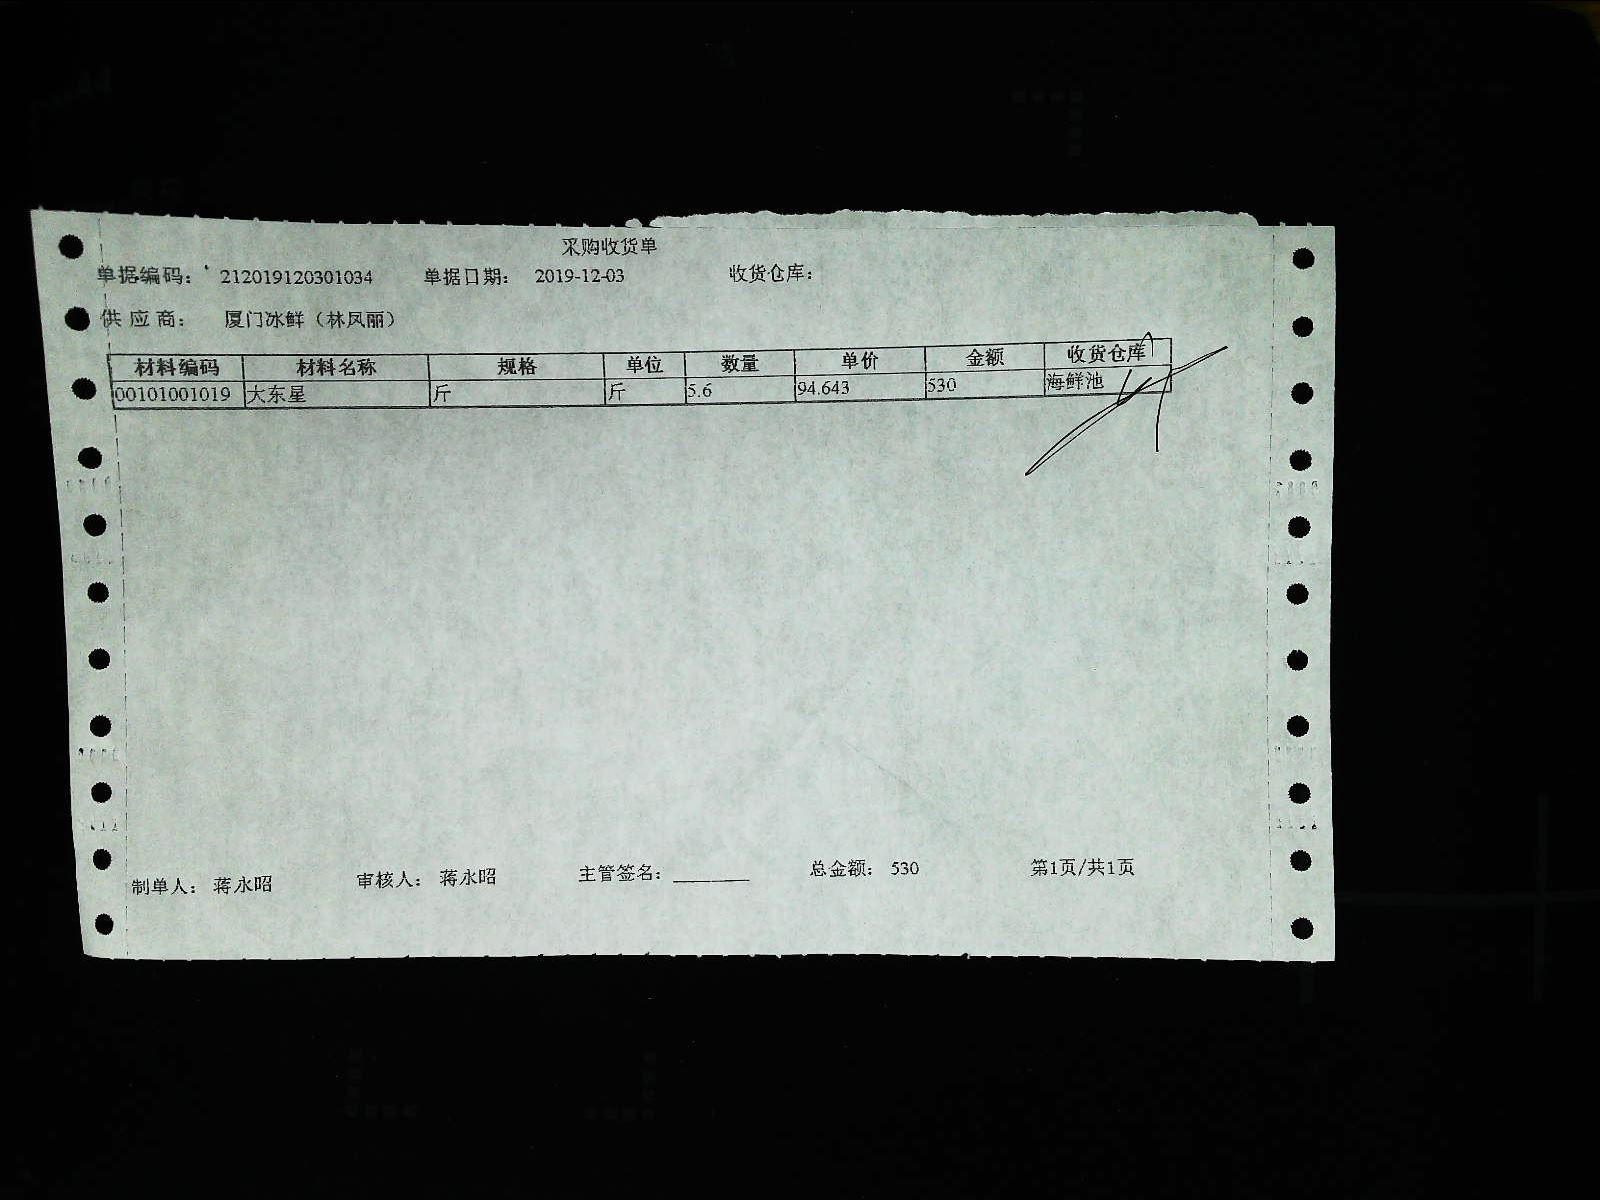 采购收货单
单据编码： 212019120301034 单据日期： 2019-12-03 收货仓库：
供 应 商： 厦门冰鲜（林凤丽）
材料编码 材料名称 规格 单位 数量 单价 金额 收货仓库
00101001019 大东星 斤 斤 5.6 94.643 530 海鲜池
制单人： 蒋永昭 审核人： 蒋永昭 主管签名：________ 总金额： 530 第1页/共1页